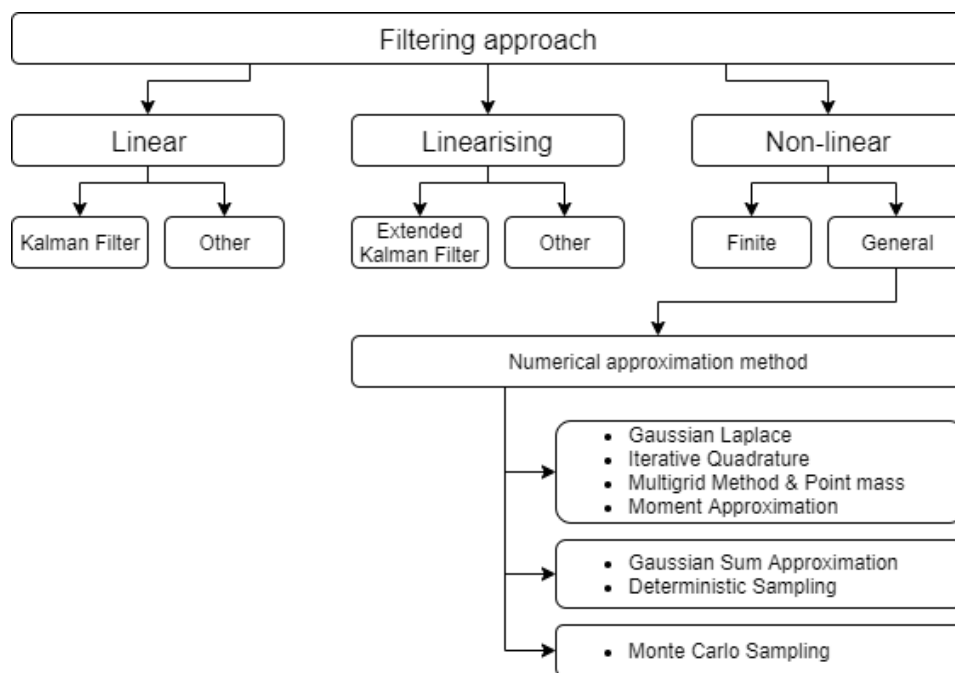 Filtering approach
Linear
Linearising
Non-linear
Kalman Filter
Other
Extended
Kalman Filter
Other
Finite
General
Numerical approximation method
• Gaussian Laplace
• Iterative Quadrature
• Multigrid Method & Point mass
• Moment Approximation
• Gaussian Sum Approximation
• Deterministic Sampling
• Monte Carlo Sampling